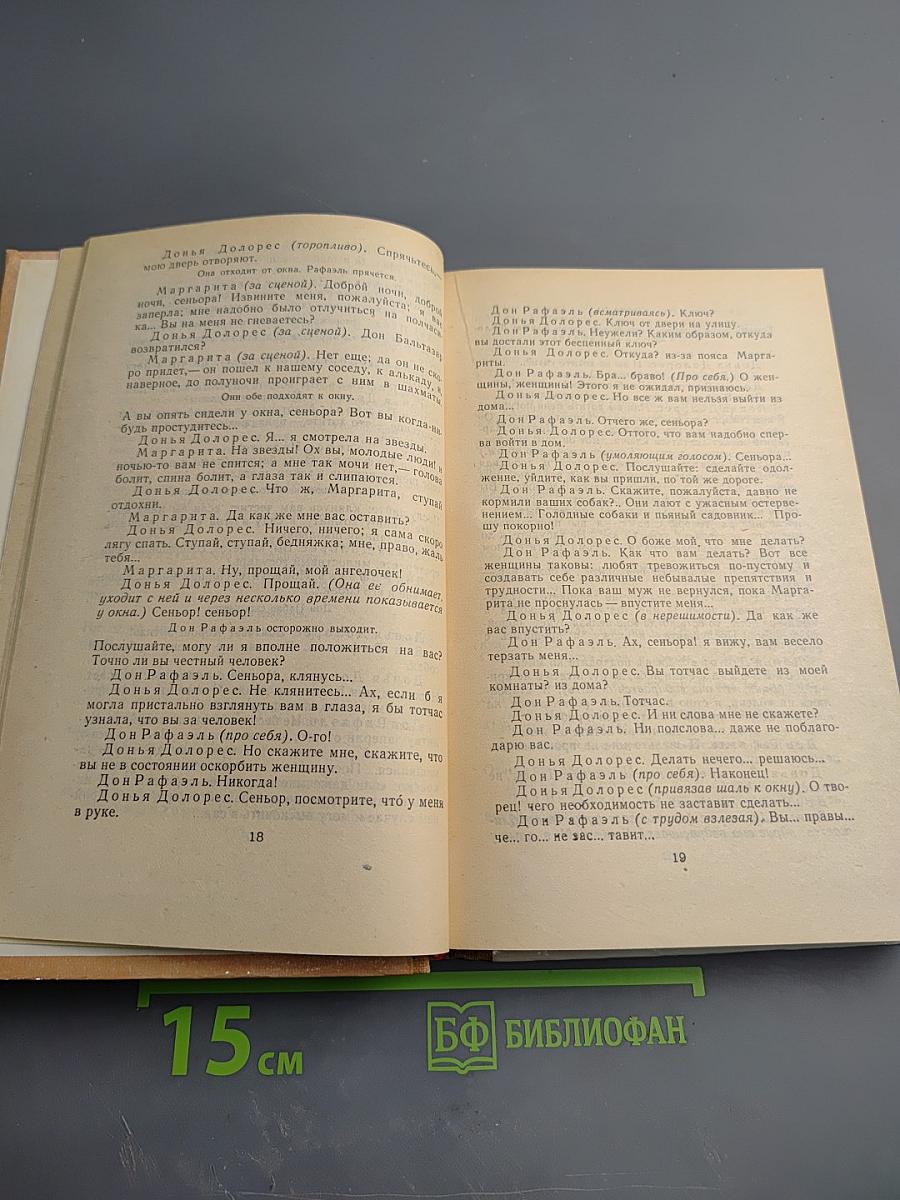 Донья Долорес (торопливо). Спрячьтесь,—
мою дверь отворяют.
Она отходит от окна. Рафаэль прячется.
Маргарита (за сценой). Доброй ночи, доброй
ночи, сеньора! Извините меня, пожалуйста; я вас
заперла; мне надобно было отлучиться на полчаси-
ка... Вы на меня не гневаетесь?
Донья Долорес (за сценой). Дон Бальтазар
возвратился?
Маргарита (за сценой). Нет еще; да он не ско-
ро придет,— он пошел к нашему соседу, к алькаду, и,
наверное, до полуночи проиграет с ним в шахматы.
Они обе подходят к окну.
А вы опять сидели у окна, сеньора? Вот вы когда-ни-
будь простудитесь...
Донья Долорес. Я... я смотрела на звезды.
Маргарита. На звезды! Ох вы, молодые люди! и
ночью-то вам не спится; а мне так мочи нет,— голова
болит, спина болит, а глаза так и слипаются.
Донья Долорес. Что ж, Маргарита, ступай
отдохни.
Маргарита. Да как же мне вас оставить?
Донья Долорес. Ничего, ничего; я сама скоро
лягу спать. Ступай, ступай, бедняжка; мне, право, жаль
тебя...
Маргарита. Ну, прощай, мой ангелочек!
Донья Долорес. Прощай. (Она ее обнимает,
уходит с ней и через несколько времени показывается
у окна.) Сеньор! сеньор!
Дон Рафаэль осторожно выходит.
Послушайте, могу ли я вполне положиться на вас?
Точно ли вы честный человек?
Дон Рафаэль. Сеньора, клянусь...
Донья Долорес. Не клянитесь... Ах, если б я
могла пристально взглянуть вам в глаза, я бы тотчас
узнала, что вы за человек!
Дон Рафаэль (про себя). О-го!
Донья Долорес. Но скажите мне, скажите, что
вы не в состоянии оскорбить женщину.
Дон Рафаэль. Никогда!
Донья Долорес. Сеньор, посмотрите, что́ у меня
в руке.
18
Дон Рафаэль (всматриваясь). Ключ?
Донья Долорес. Ключ от двери на улицу.
Дон Рафаэль. Неужели? Каким образом, откуда
вы достали этот бесценный ключ?
Донья Долорес. Откуда? из-за пояса Марга-
риты.
Дон Рафаэль. Бра... браво! (Про себя.) О жен-
щины, женщины! Этого я не ожидал, признаюсь.
Донья Долорес. Но все ж вам нельзя выйти из
дома...
Дон Рафаэль. Отчего же, сеньора?
Донья Долорес. Оттого, что вам надобно спер-
ва войти в дом.
Дон Рафаэль (умоляющим голосом). Сеньора...
Донья Долорес. Послушайте: сделайте одол-
жение, уйдите, как вы пришли, по той же дороге.
Дон Рафаэль. Скажите, пожалуйста, давно не
кормили ваших собак?.. Они лают с ужасным остерве-
нением... Голодные собаки и пьяный садовник... Про-
шу покорно!
Донья Долорес. О боже мой, что мне делать?
Дон Рафаэль. Как что вам делать? Вот все
женщины таковы: любят тревожиться по-пустому и
создавать себе различные небывалые препятствия и
трудности... Пока ваш муж не вернулся, пока Марга-
рита не проснулась — впустите меня...
Донья Долорес (в нерешимости). Да как же
вас впустить?
Дон Рафаэль. Ах, сеньора! я вижу, вам весело
терзать меня...
Донья Долорес. Вы тотчас выйдете из моей
комнаты? из дома?
Дон Рафаэль. Тотчас.
Донья Долорес. И ни слова мне не скажете?
Дон Рафаэль. Ни полслова... даже не поблаго-
дарю вас.
Донья Долорес. Делать нечего... решаюсь...
Дон Рафаэль (про себя). Наконец!
Донья Долорес (привязав шаль к окну). О тво-
рец! чего необходимость не заставит сделать...
Дон Рафаэль (с трудом взлезая). Вы... правы...
че... го... не зас... тавит...
19
15 см
БФ БИБЛИОФАН